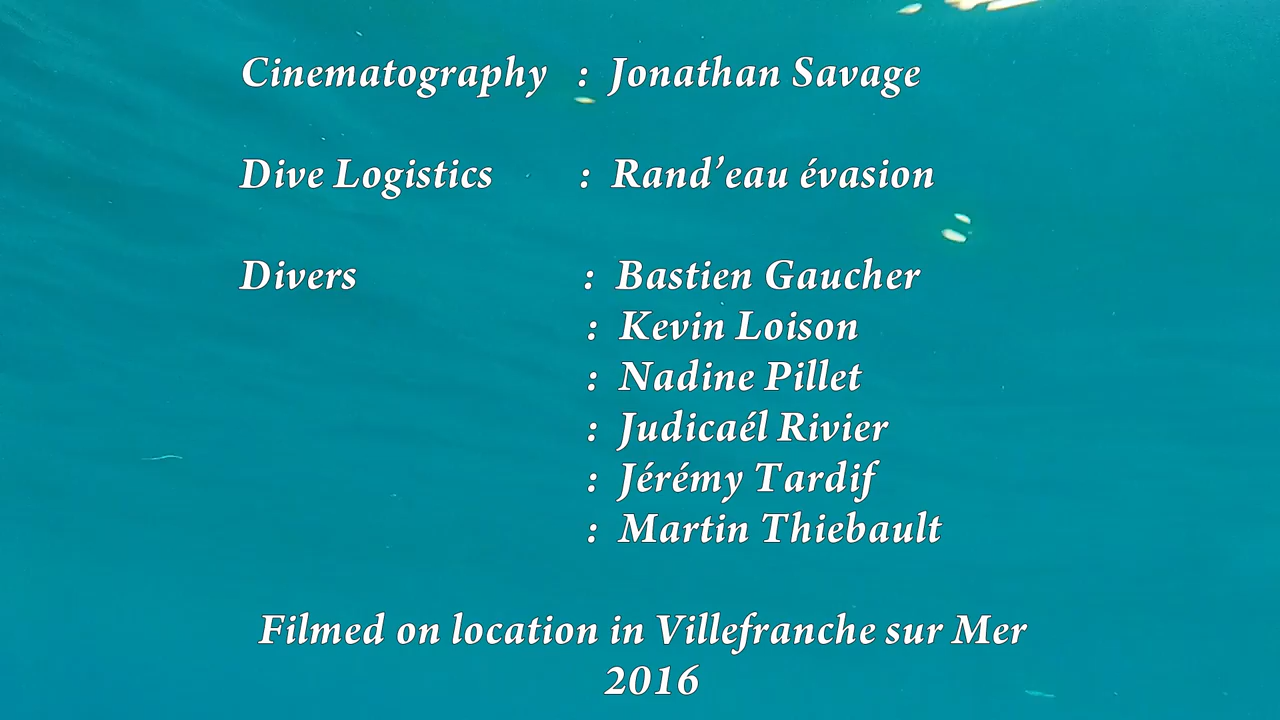 Cinematography : Jonathan Savage
Dive Logistics : Rand'eau évasion
Divers : Bastien Gaucher
: Kevin Loison
: Nadine Pillet
: Judicaél Rivier
: Jérémy Tardif
: Martin Thiebault
Filmed on location in Villefranche sur Mer
2016